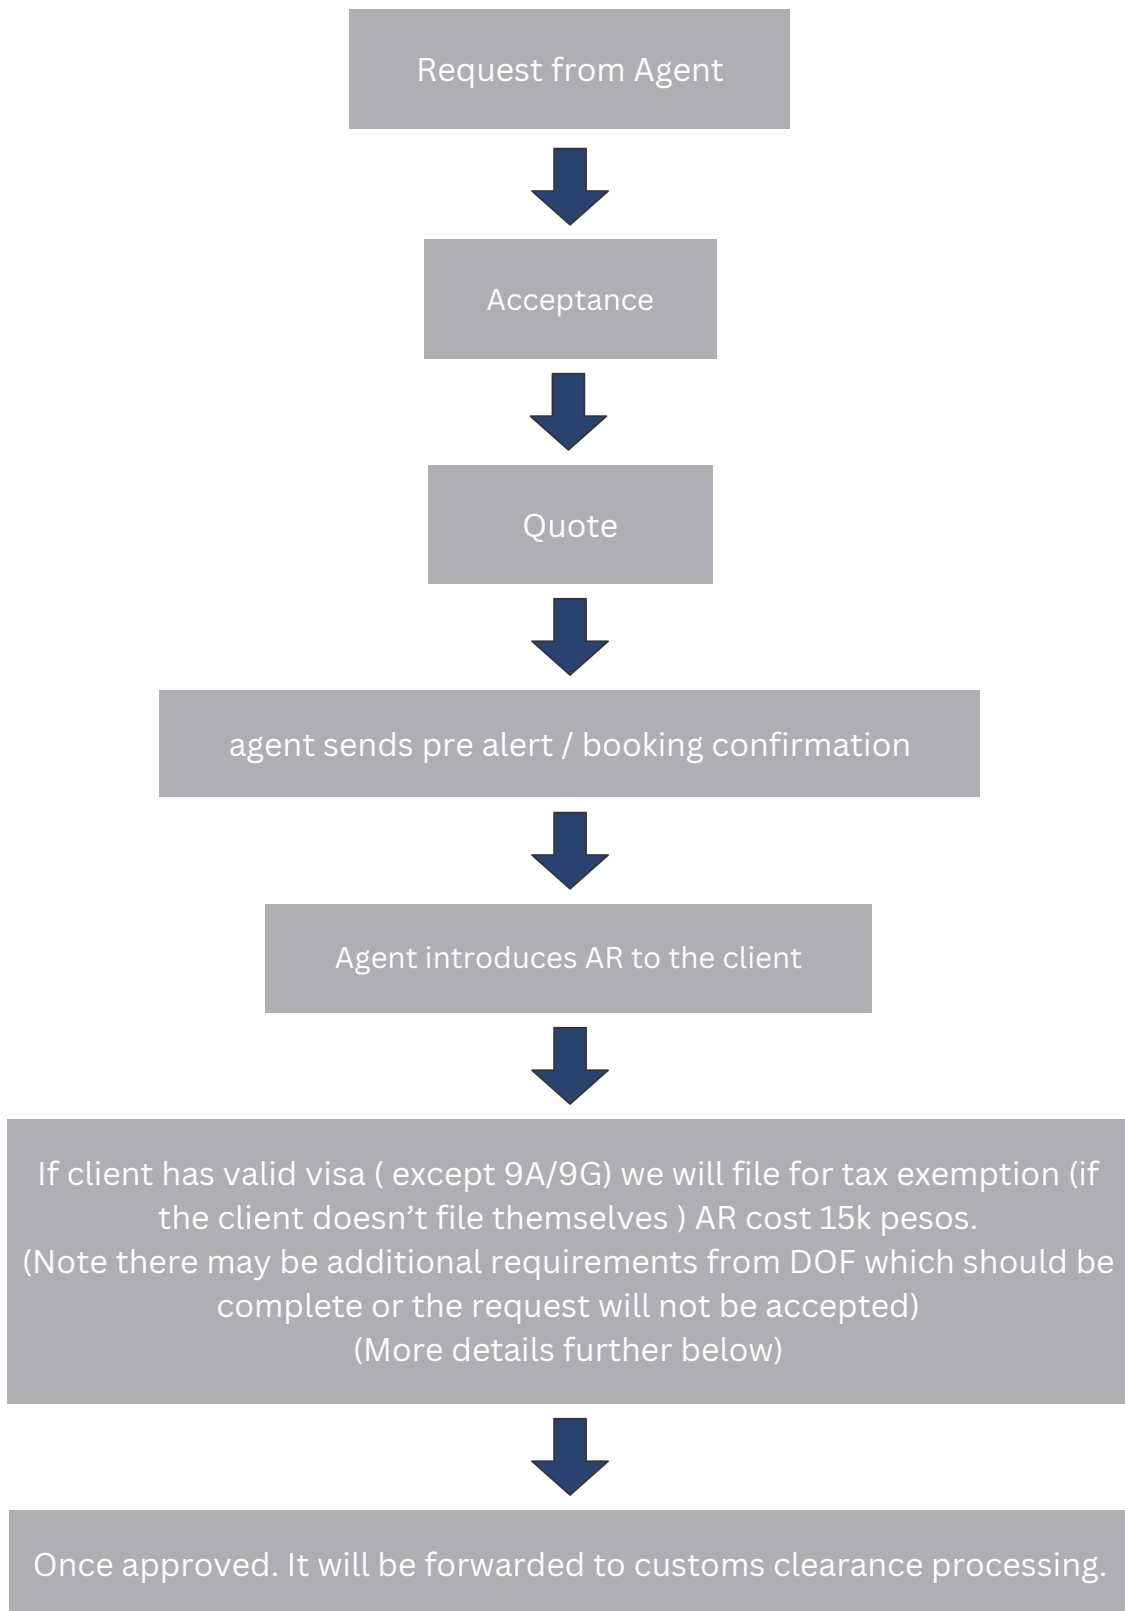 Request from Agent
Acceptance
Quote
agent sends pre alert / booking confirmation
Agent introduces AR to the client
If client has valid visa ( except 9A/9G) we will file for tax exemption (if
the client doesn’t file themselves ) AR cost 15k pesos.
(Note there may be additional requirements from DOF which should be
complete or the request will not be accepted)
(More details further below)
Once approved. It will be forwarded to customs clearance processing.